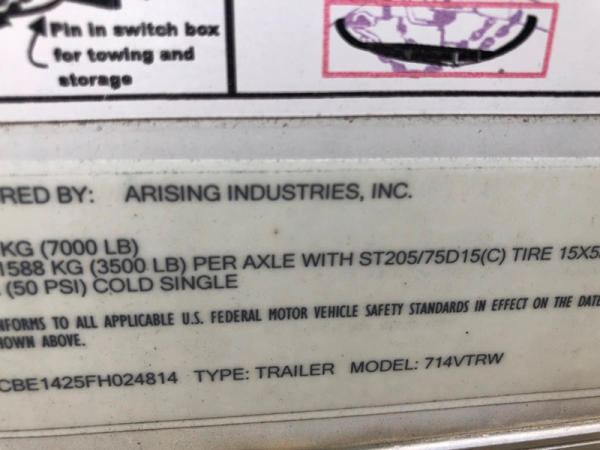 Pin in switch box
for towing and
storage
RED BY: ARISING INDUSTRIES, INC.
KG (7000 LB)
1588 KG (3500 LB) PER AXLE WITH ST205/75D15(C) TIRE 15X5
(50 PSI) COLD SINGLE
NFORMS TO ALL APPLICABLE U.S. FEDERAL MOTOR VEHICLE SAFETY STANDARDS IN EFFECT ON THE DATE
HOWN ABOVE.
CBE1425FH024814 TYPE: TRAILER MODEL: 714VTRW